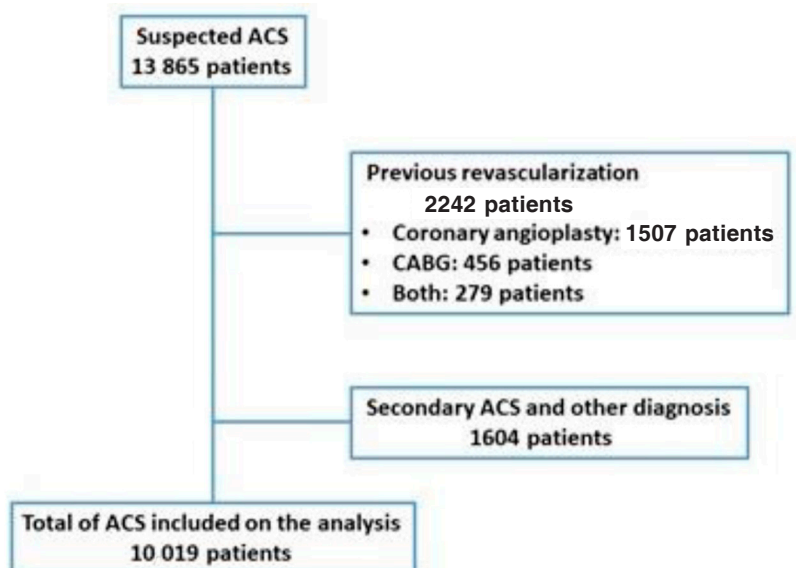 Suspected ACS
13 865 patients
Previous revascularization
2242 patients
• Coronary angioplasty: 1507 patients
• CABG: 456 patients
• Both: 279 patients
Secondary ACS and other diagnosis
1604 patients
Total of ACS included on the analysis
10 019 patients